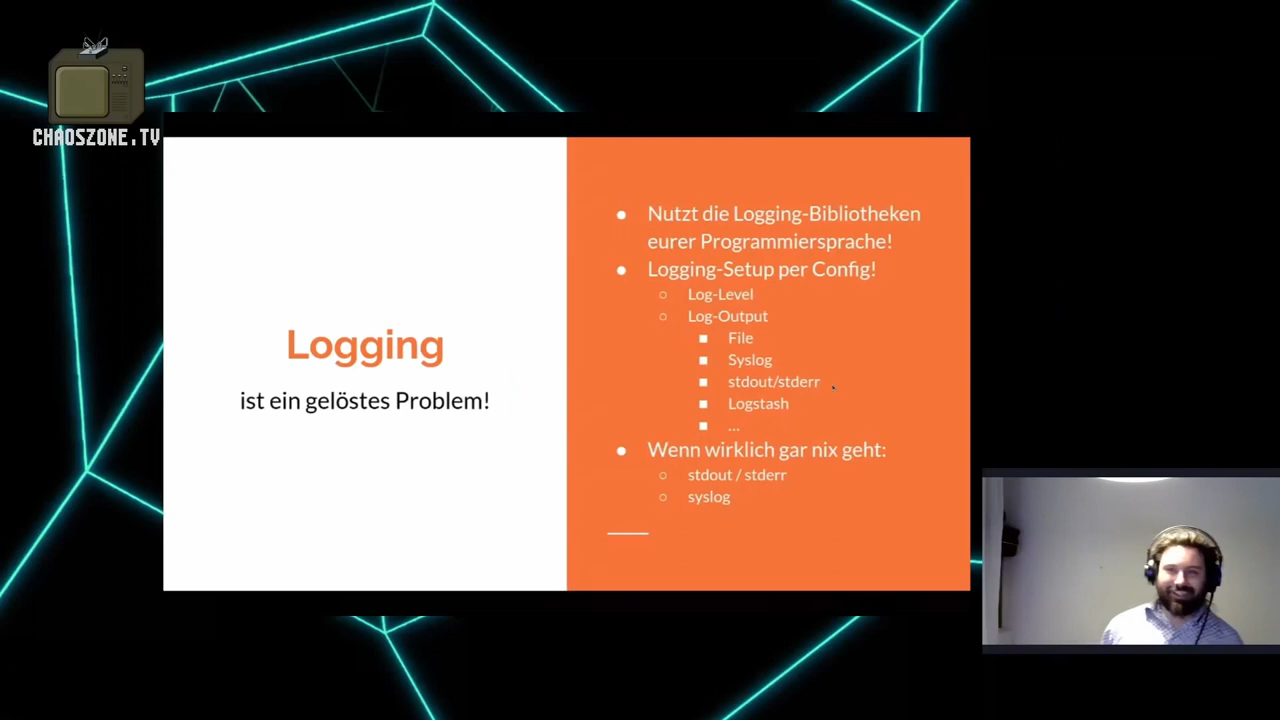 CHAOSZONE.TV
Logging
ist ein gelöstes Problem!
● Nutzt die Logging-Bibliotheken
eurer Programmiersprache!
● Logging-Setup per Config!
○ Log-Level
○ Log-Output
■ File
■ Syslog
■ stdout/stderr
■ Logstash
■ ...
● Wenn wirklich gar nix geht:
○ stdout / stderr
○ syslog